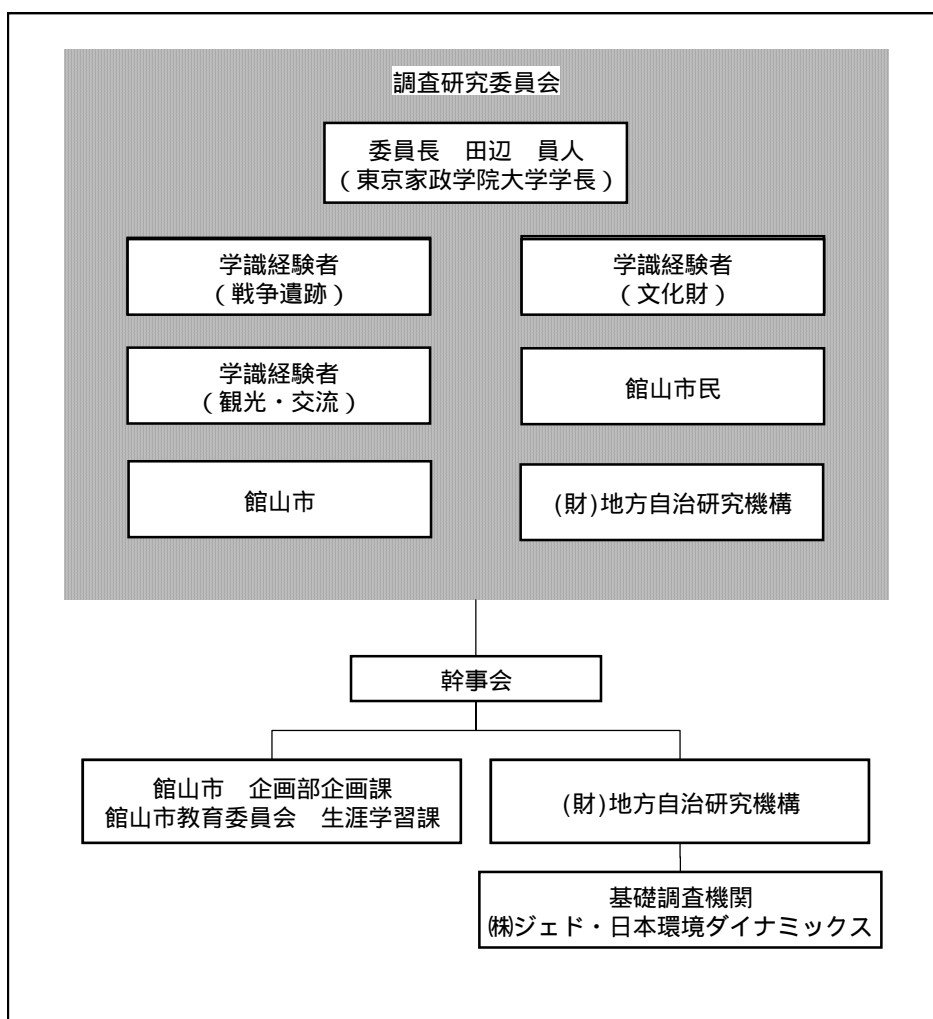 調査研究委員会
委員長　田辺　員人
（東京家政学院大学学長）
学識経験者
（戦争遺跡）
学識経験者
（文化財）
学識経験者
（観光・交流）
館山市民
館山市
(財)地方自治研究機構
幹事会
館山市　企画部企画課
館山市教育委員会　生涯学習課
(財)地方自治研究機構
基礎調査機関
㈱ジェド・日本環境ダイナミックス